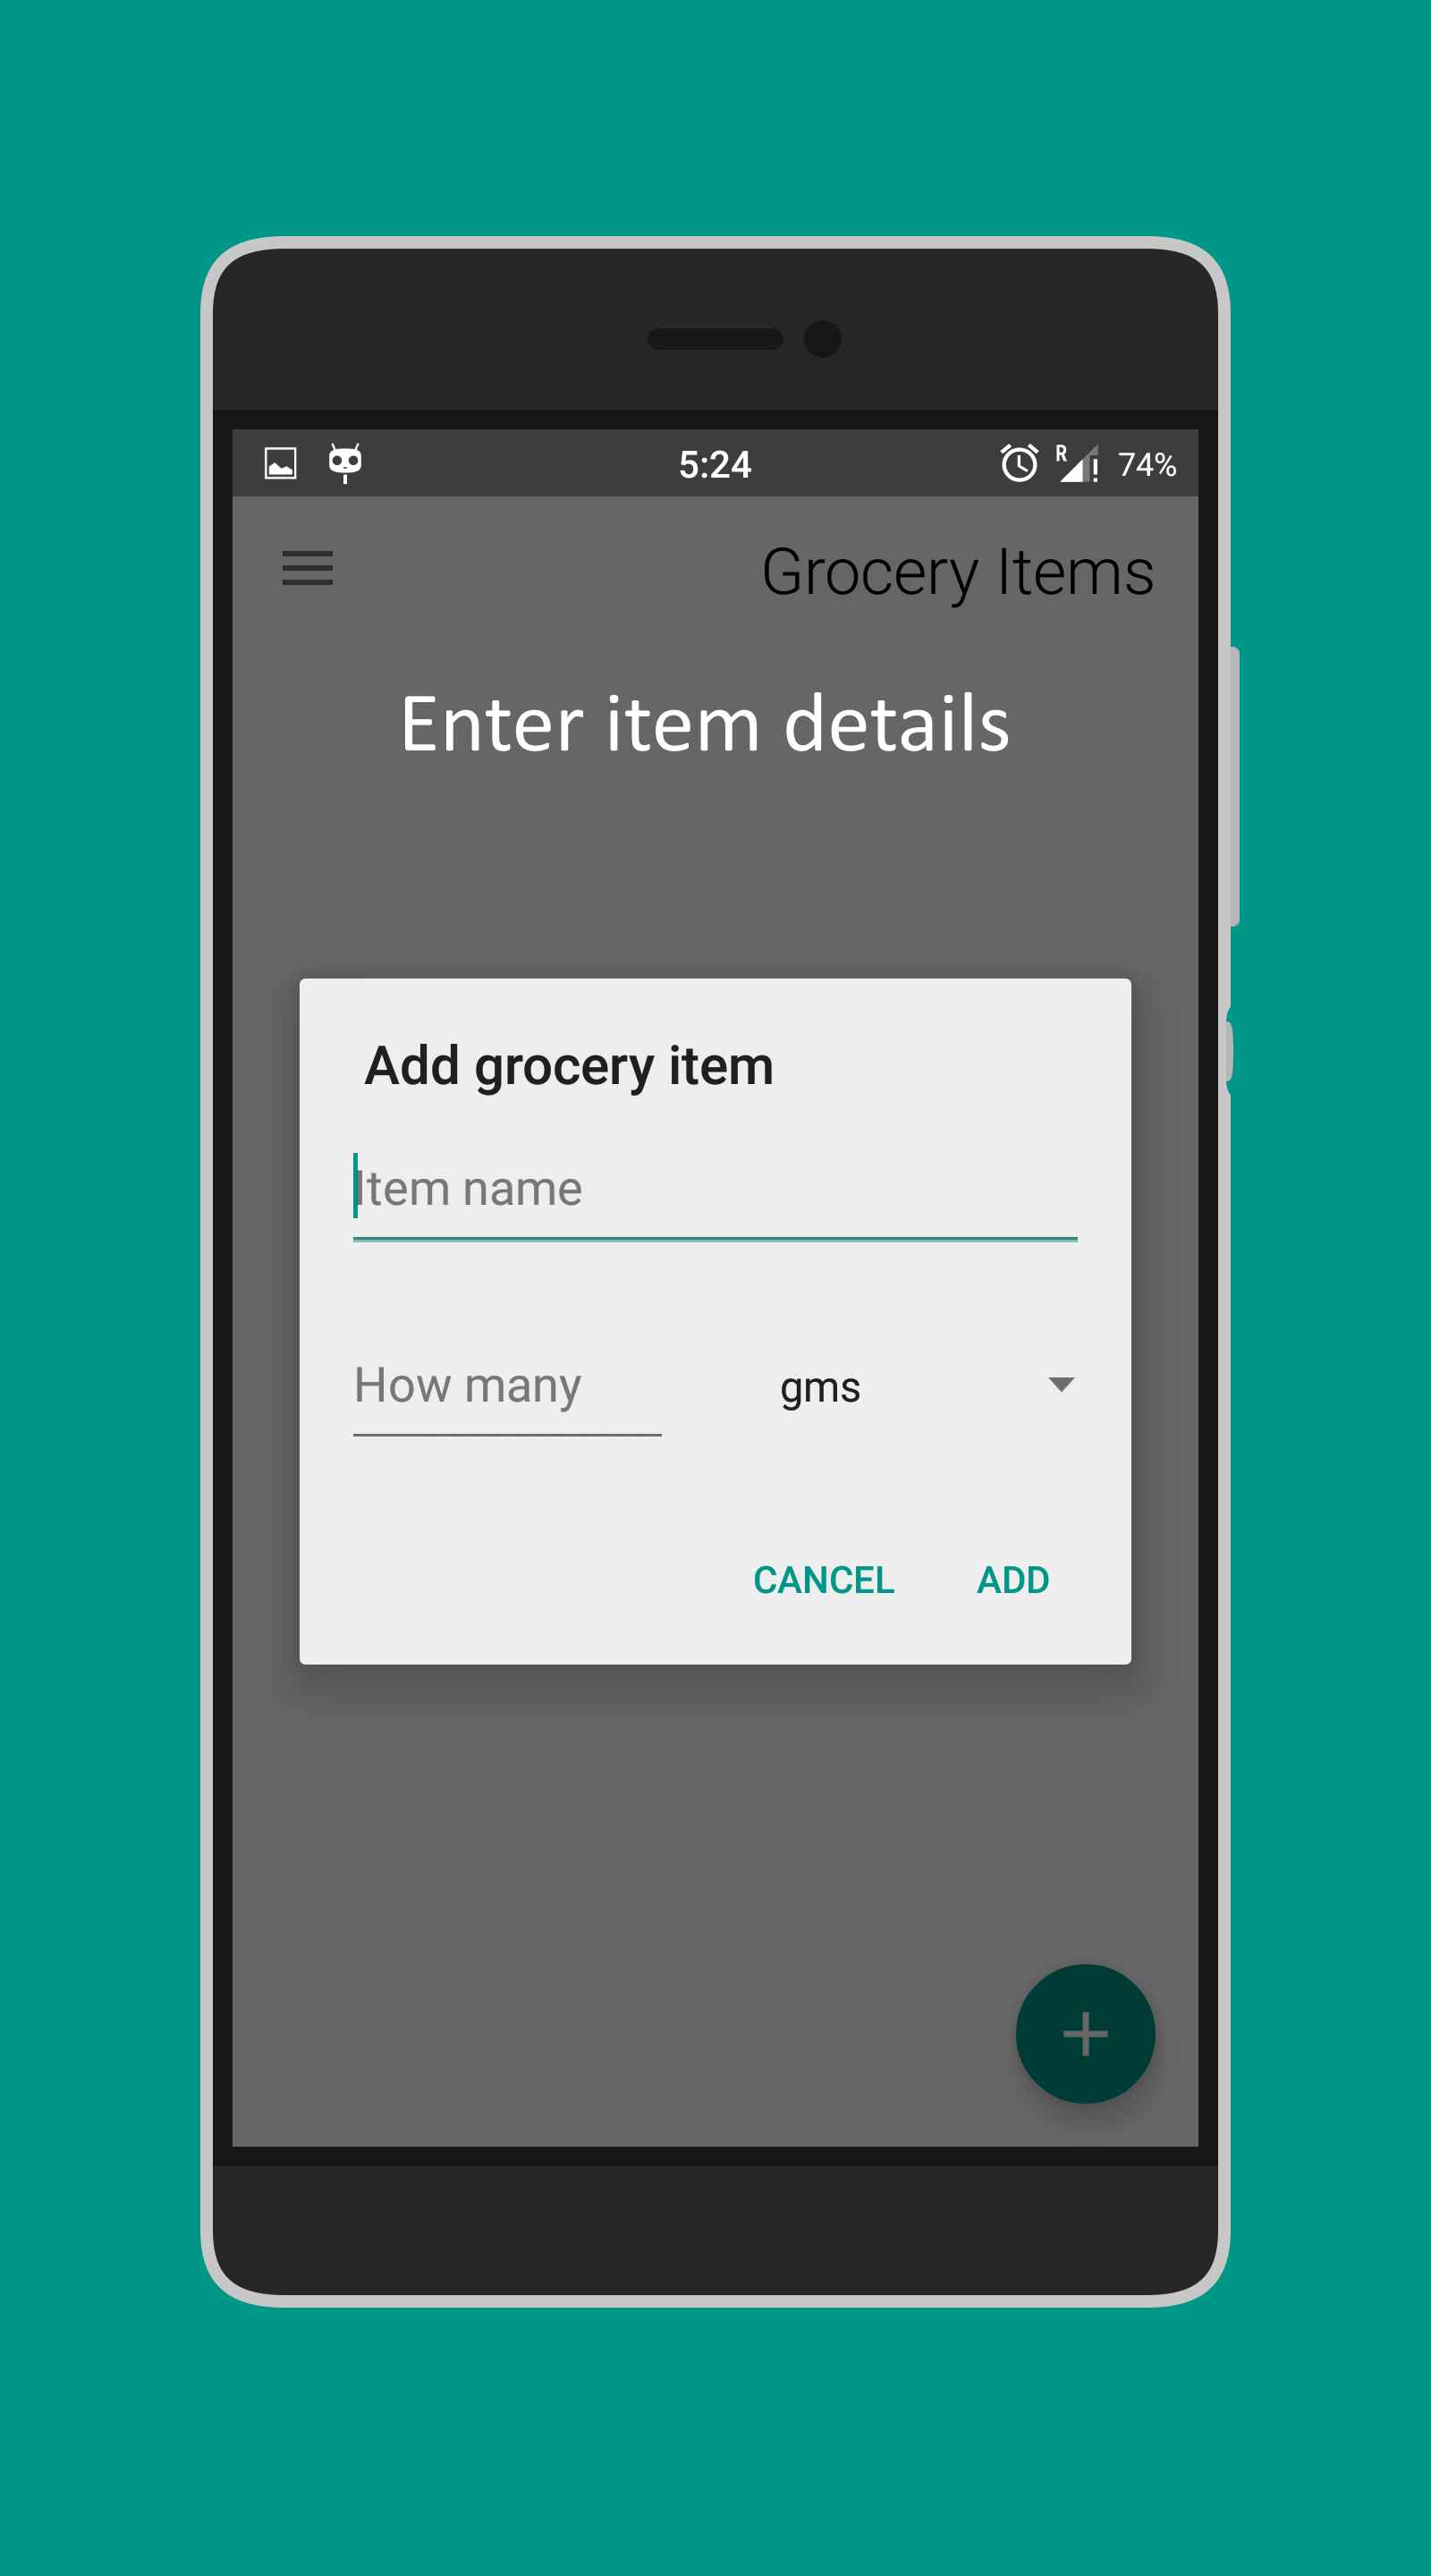 5:24
R
74%
Grocery Items
Enter item details
Add grocery item
Item name
How many
gms
CANCEL
ADD